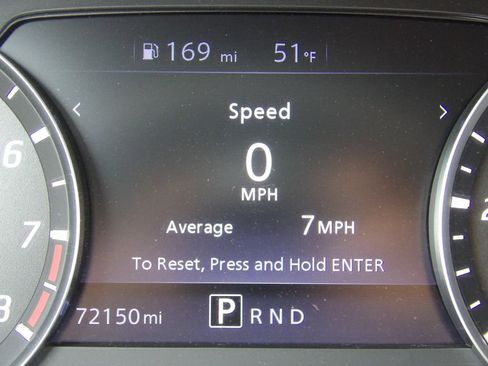 169 mi 51°F
Speed
0
MPH
Average 7 MPH
To Reset, Press and Hold ENTER
72150 mi P R N D
6
7
8
2